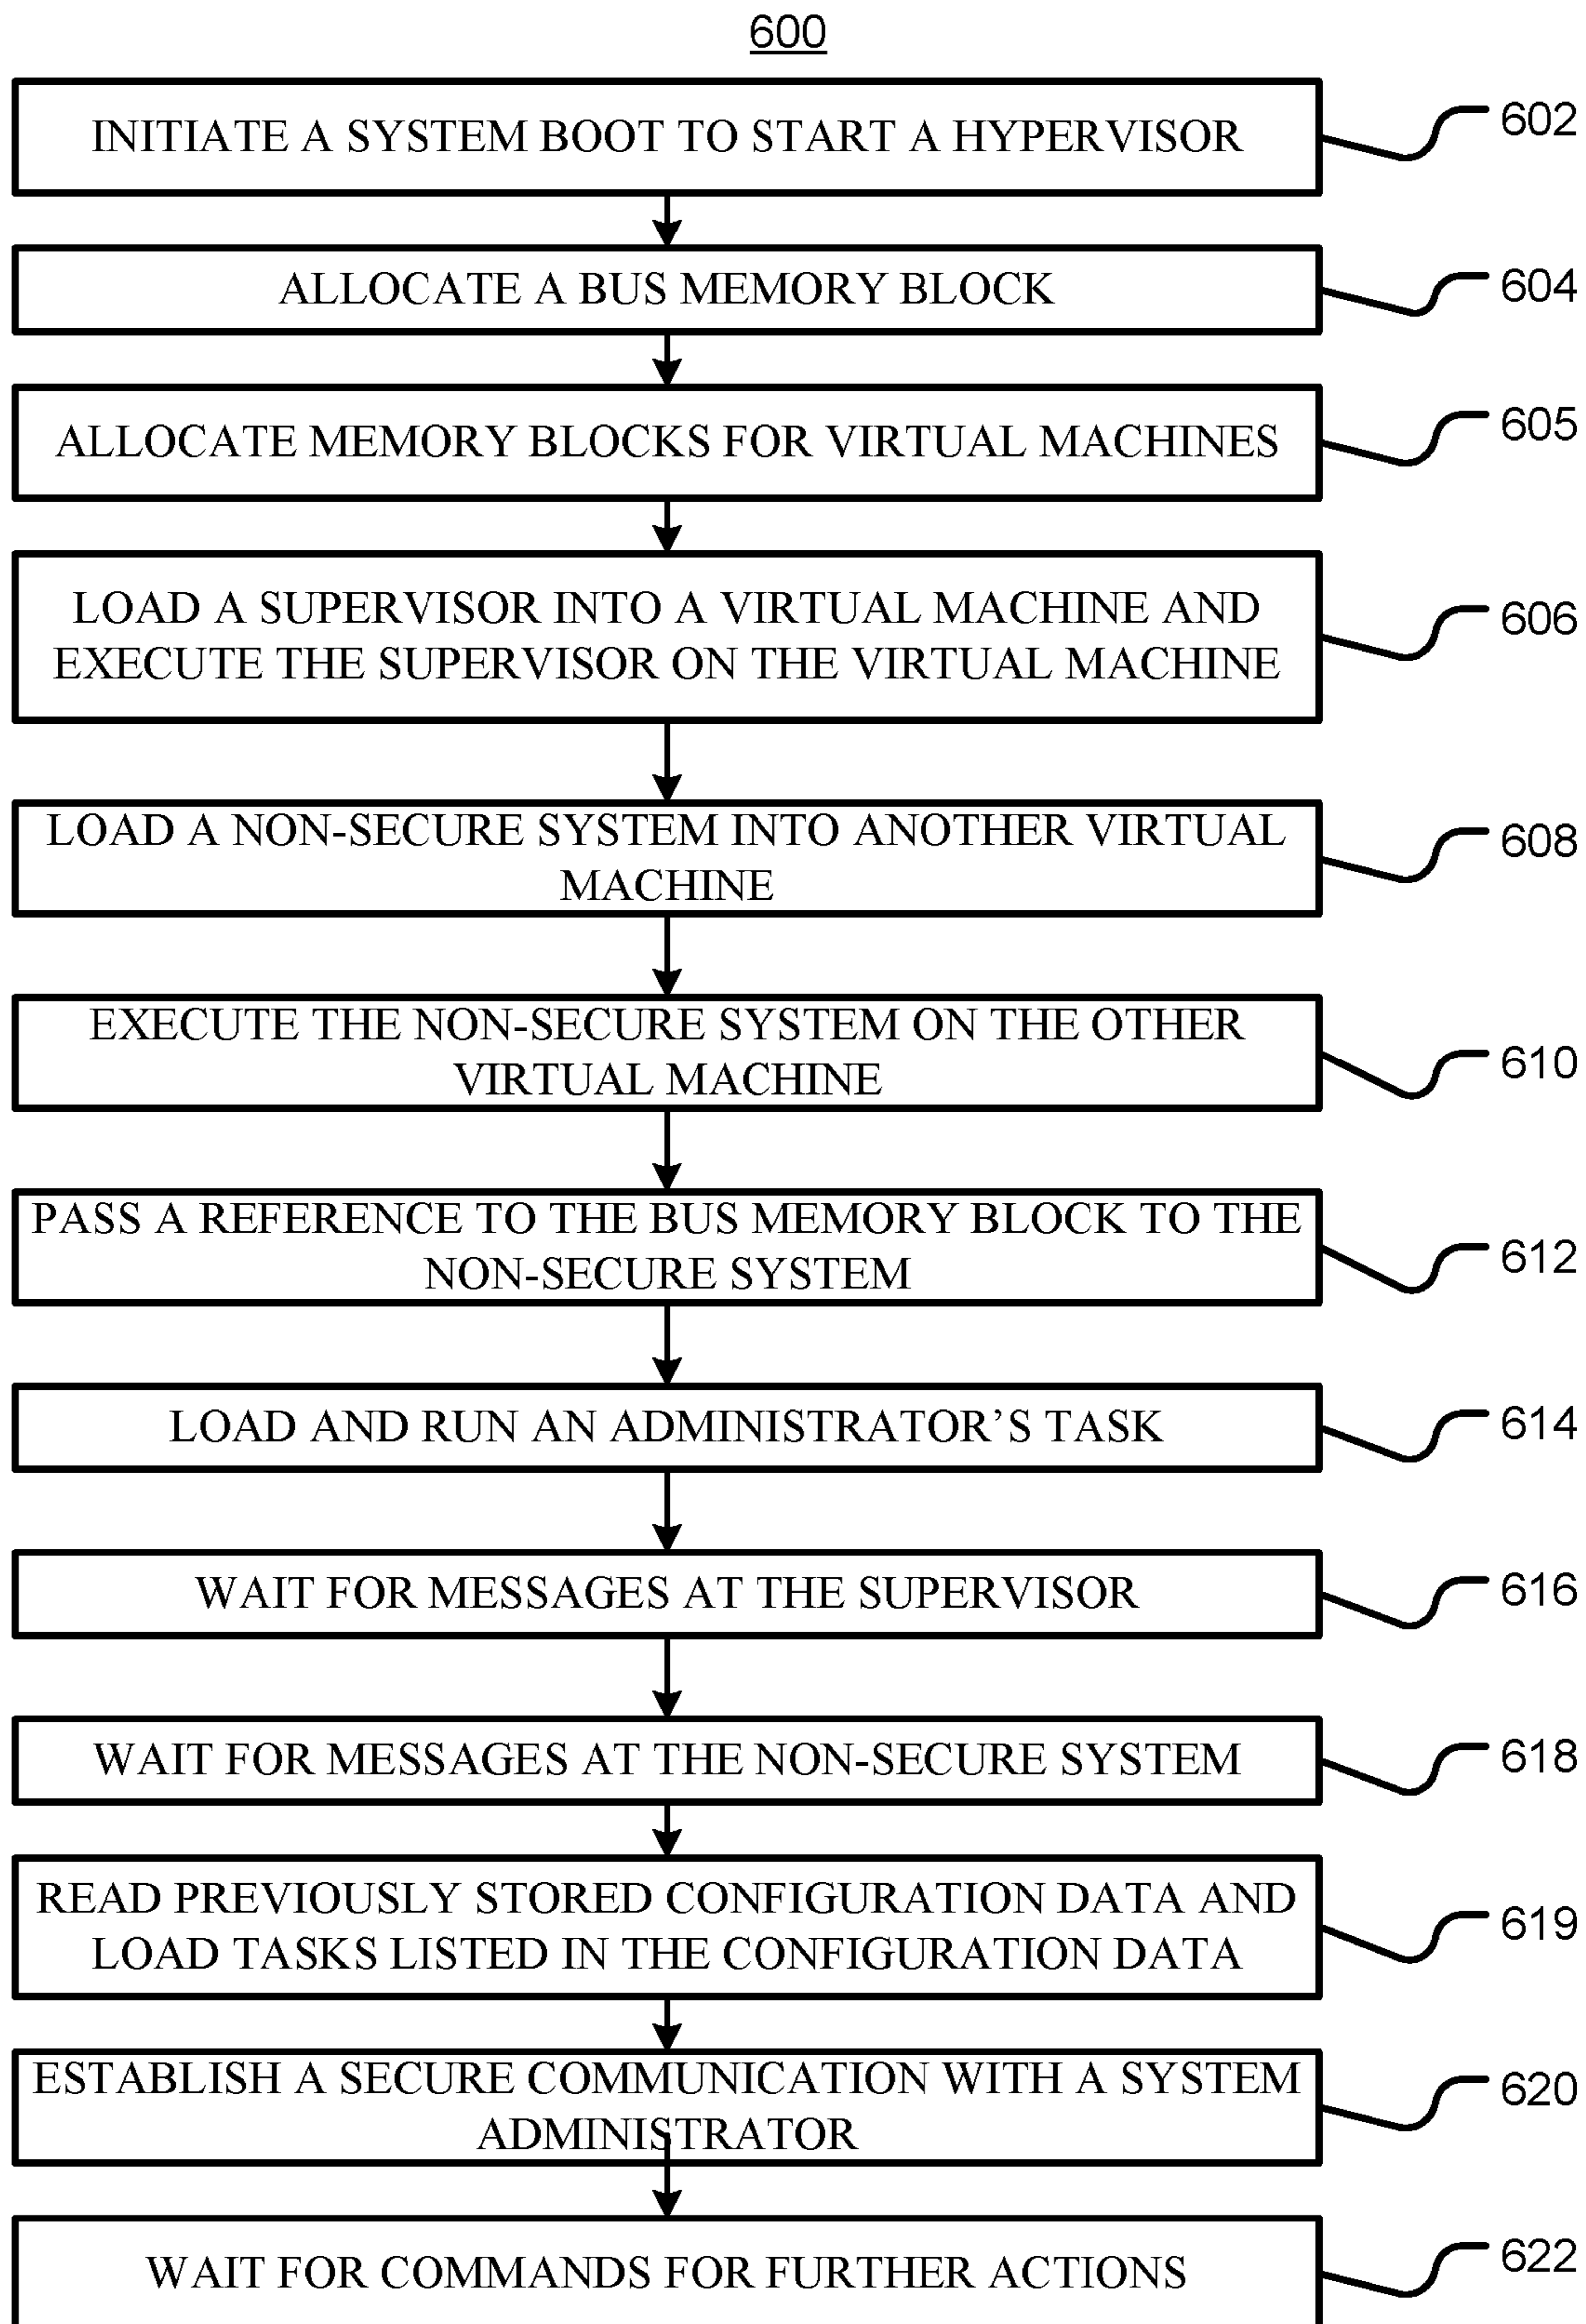 600
INITIATE A SYSTEM BOOT TO START A HYPERVISOR
602
ALLOCATE A BUS MEMORY BLOCK
604
ALLOCATE MEMORY BLOCKS FOR VIRTUAL MACHINES
605
LOAD A SUPERVISOR INTO A VIRTUAL MACHINE AND
EXECUTE THE SUPERVISOR ON THE VIRTUAL MACHINE
606
LOAD A NON-SECURE SYSTEM INTO ANOTHER VIRTUAL
MACHINE
608
EXECUTE THE NON-SECURE SYSTEM ON THE OTHER
VIRTUAL MACHINE
610
PASS A REFERENCE TO THE BUS MEMORY BLOCK TO THE
NON-SECURE SYSTEM
612
LOAD AND RUN AN ADMINISTRATOR’S TASK
614
WAIT FOR MESSAGES AT THE SUPERVISOR
616
WAIT FOR MESSAGES AT THE NON-SECURE SYSTEM
618
READ PREVIOUSLY STORED CONFIGURATION DATA AND
LOAD TASKS LISTED IN THE CONFIGURATION DATA
619
ESTABLISH A SECURE COMMUNICATION WITH A SYSTEM
ADMINISTRATOR
620
WAIT FOR COMMANDS FOR FURTHER ACTIONS
622